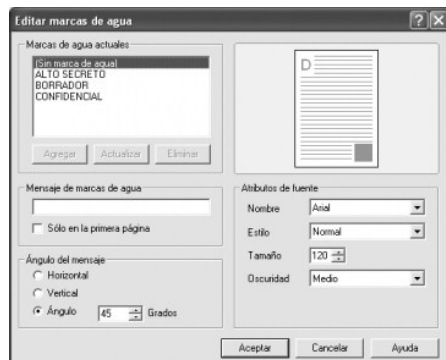 Editar marcas de agua
Marcas de agua actuales
(Sin marca de agua)
ALTO SECRETO
BORRADOR
CONFIDENCIAL
Agregar Actualizar Eliminar
D
Mensaje de marcas de agua
Sólo en la primera página
Ángulo del mensaje
Horizontal
Vertical
Ángulo 45 Grados
Atributos de fuente
Nombre Arial
Estilo Normal
Tamaño 120
Oscuridad Medio
Aceptar Cancelar Ayuda